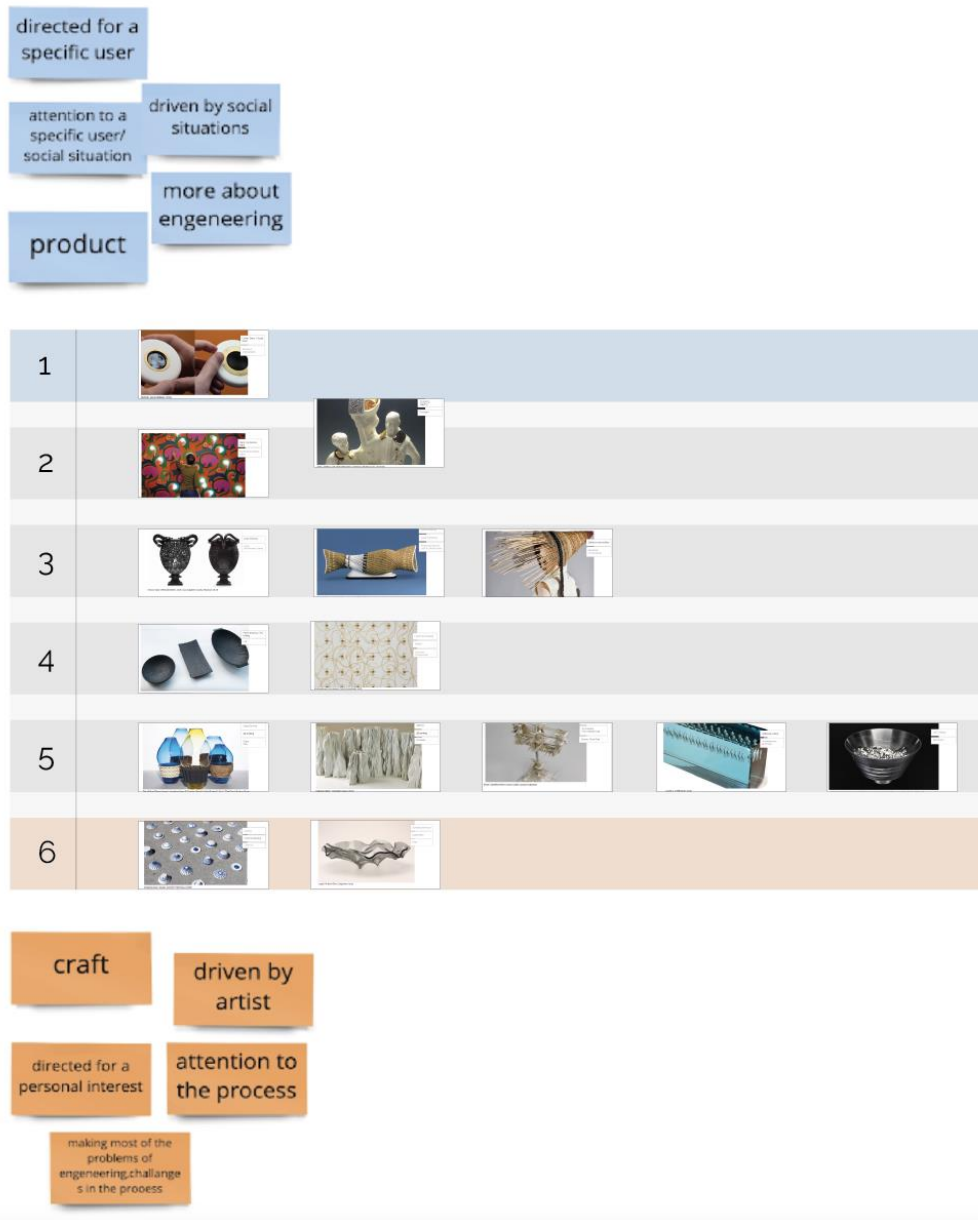 directed for a
specific user
attention to a
specific user/
social situation
driven by social
situations
more about
engeneering
product
1
2
3
4
5
6
craft
driven by
artist
directed for a
personal interest
attention to
the process
making most of the
problems of
engeneering,challange
s in the process